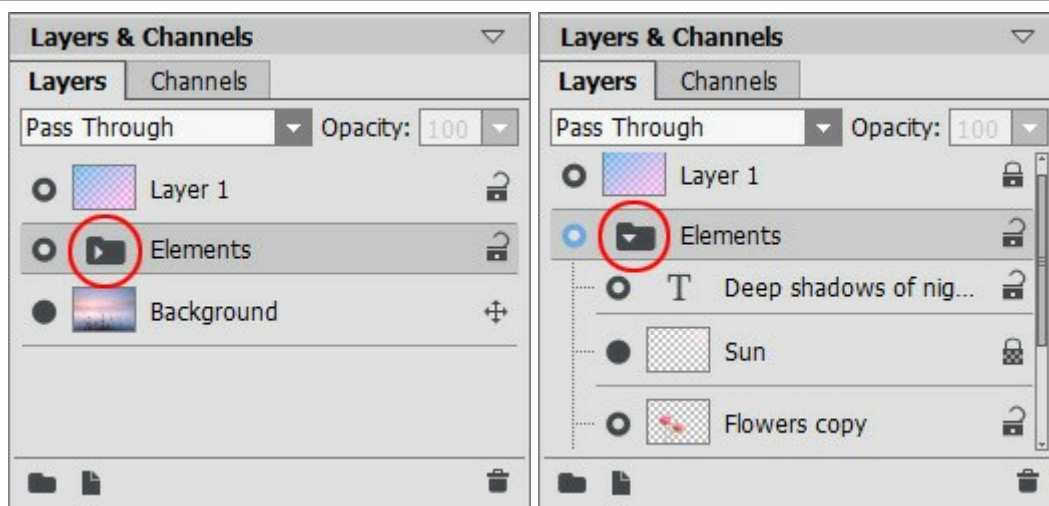 Layers & Channels
Layers Channels
Pass Through Opacity: 100
Layer 1
Elements
Background
Layers & Channels
Layers Channels
Pass Through Opacity: 100
Layer 1
Elements
T Deep shadows of nig...
Sun
Flowers copy